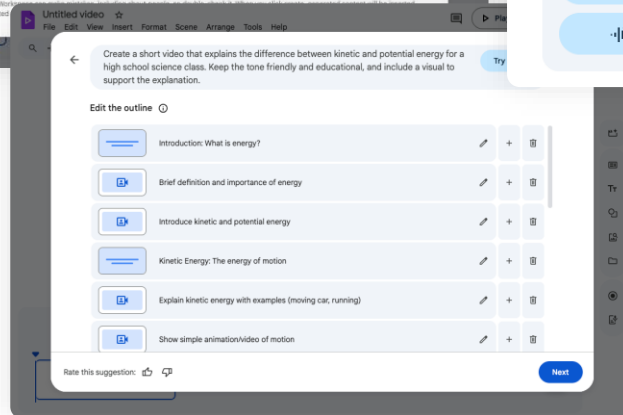 Untitled video
File Edit View Insert Format Scene Arrange Tools Help
Create a short video that explains the difference between kinetic and potential energy for a
high school science class. Keep the tone friendly and educational, and include a visual to
support the explanation.
Try
Edit the outline
Introduction: What is energy?
Brief definition and importance of energy
Introduce kinetic and potential energy
Kinetic Energy: The energy of motion
Explain kinetic energy with examples (moving car, running)
Show simple animation/video of motion
Rate this suggestion:
Next